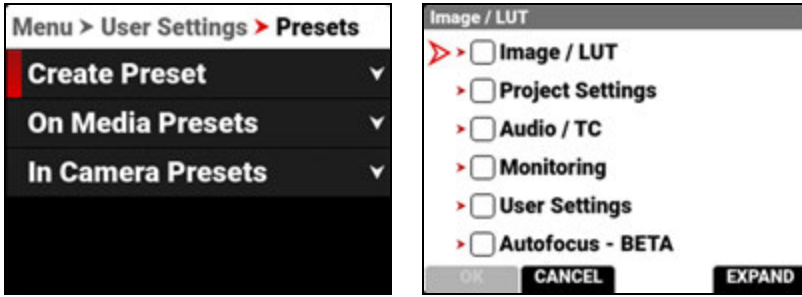 Menu > User Settings > Presets
Create Preset
On Media Presets
In Camera Presets
Image / LUT
Image / LUT
Project Settings
Audio / TC
Monitoring
User Settings
Autofocus - BETA
OK CANCEL EXPAND